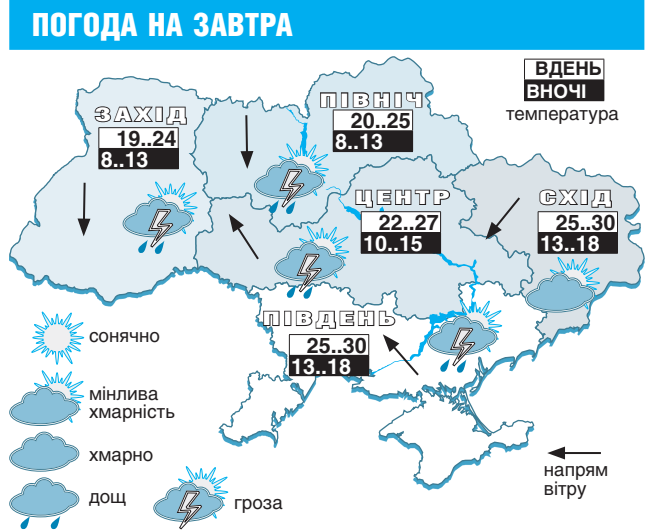 ПОГОДА НА ЗАВТРА
ВДЕНЬ
ВНОЧІ
температура
ЗАХІД
19..24
8..13
ПІВНІЧ
20..25
8..13
ЦЕНТР
22..27
10..15
СХІД
25..30
13..18
ПІВДЕНЬ
25..30
13..18
сонячно
мінлива
хмарність
хмарно
дощ
гроза
напрям
вітру